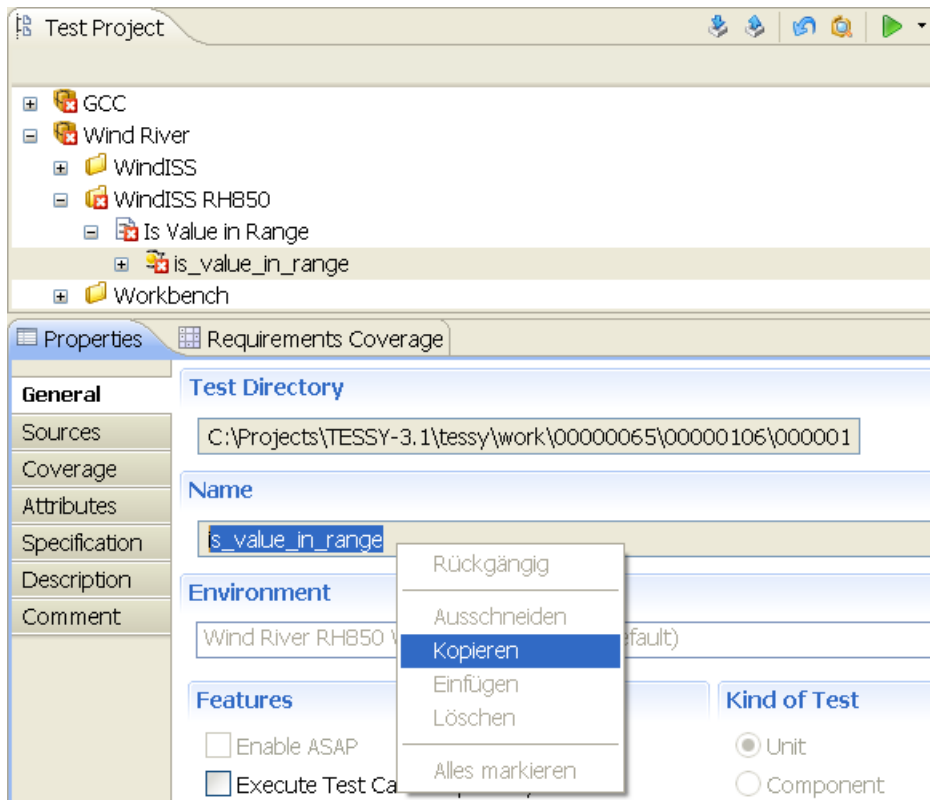 Test Project
GCC
Wind River
WindISS
WindISS RH850
Is Value in Range
is_value_in_range
Workbench
Properties
Requirements Coverage
General
Sources
Coverage
Attributes
Specification
Description
Comment
Test Directory
C:\Projects\TESSY-3.1\tessy\work\00000065\00000106\000001
Name
is_value_in_range
Environment
Wind River RH850
Features
Enable ASAP
Execute Test Ca
Kind of Test
Unit
Component
Rückgängig
Ausschneiden
Kopieren
Einfügen
Löschen
Alles markieren